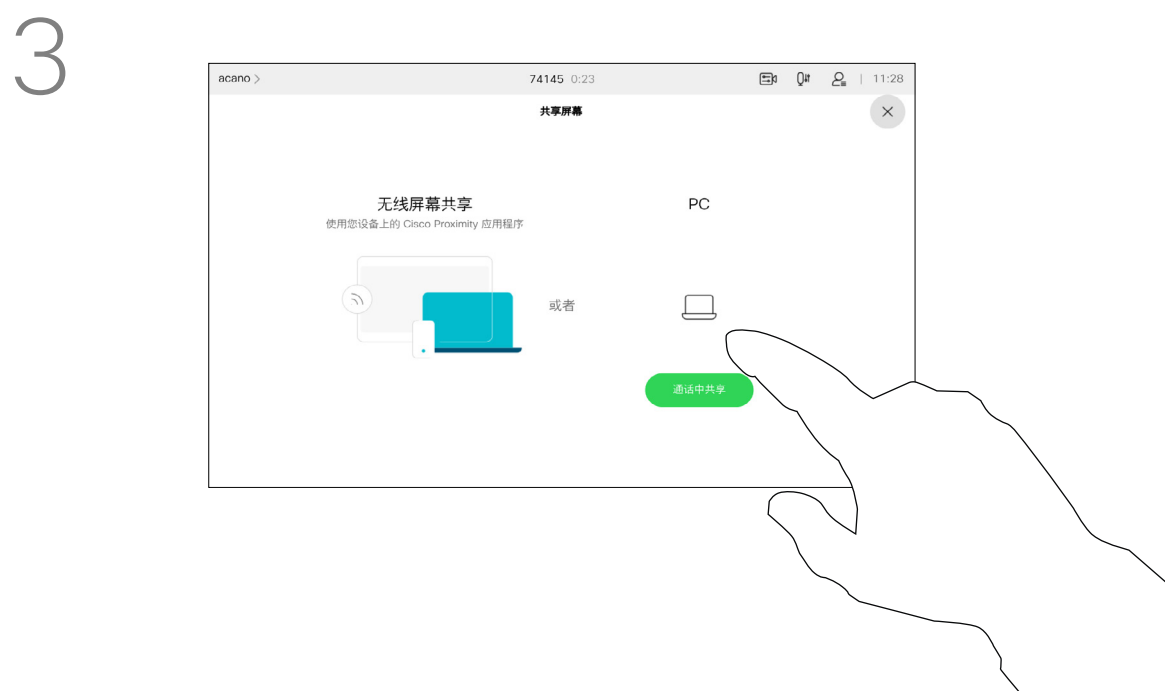 3
acano >
74145 0:23
11:28
共享屏幕
无线屏幕共享
使用您设备上的 Cisco Proximity 应用程序
PC
或者
通话中共享